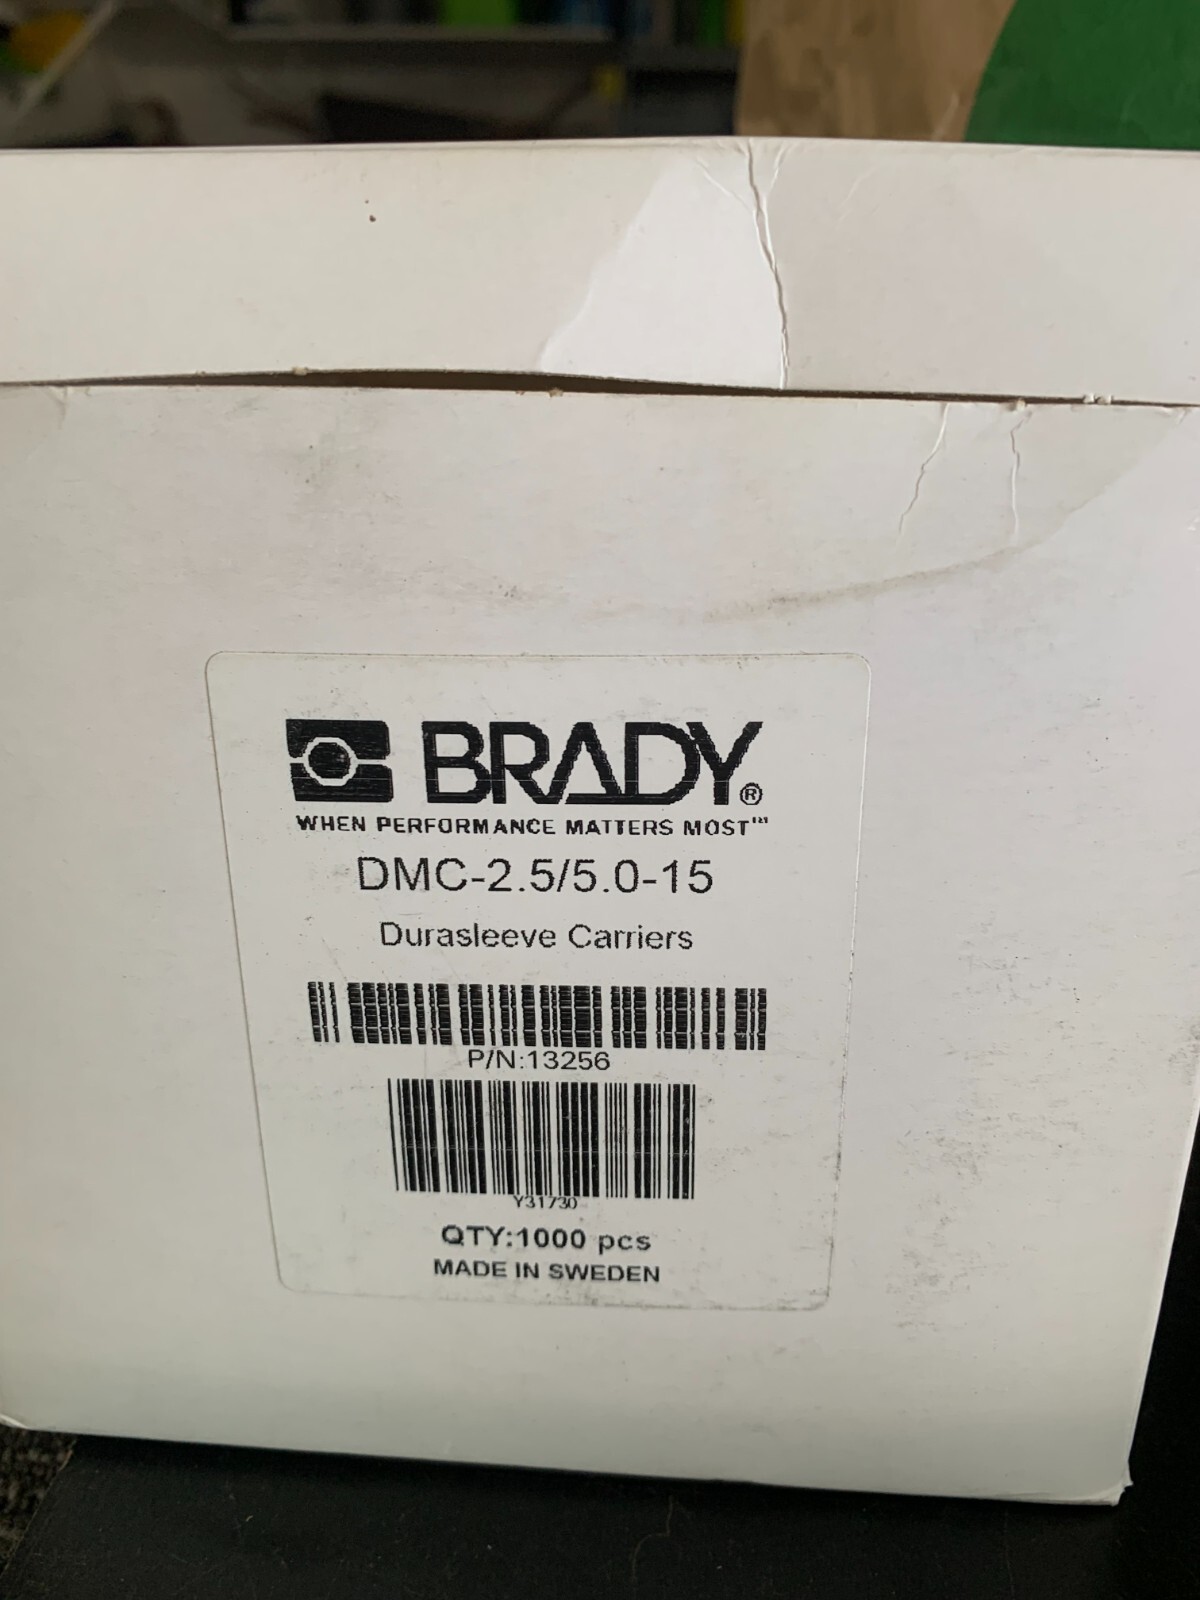 BRADY®
WHEN PERFORMANCE MATTERS MOST™
DMC-2.5/5.0-15
Durasleeve Carriers
P/N:13256
Y31730
QTY:1000 pcs
MADE IN SWEDEN